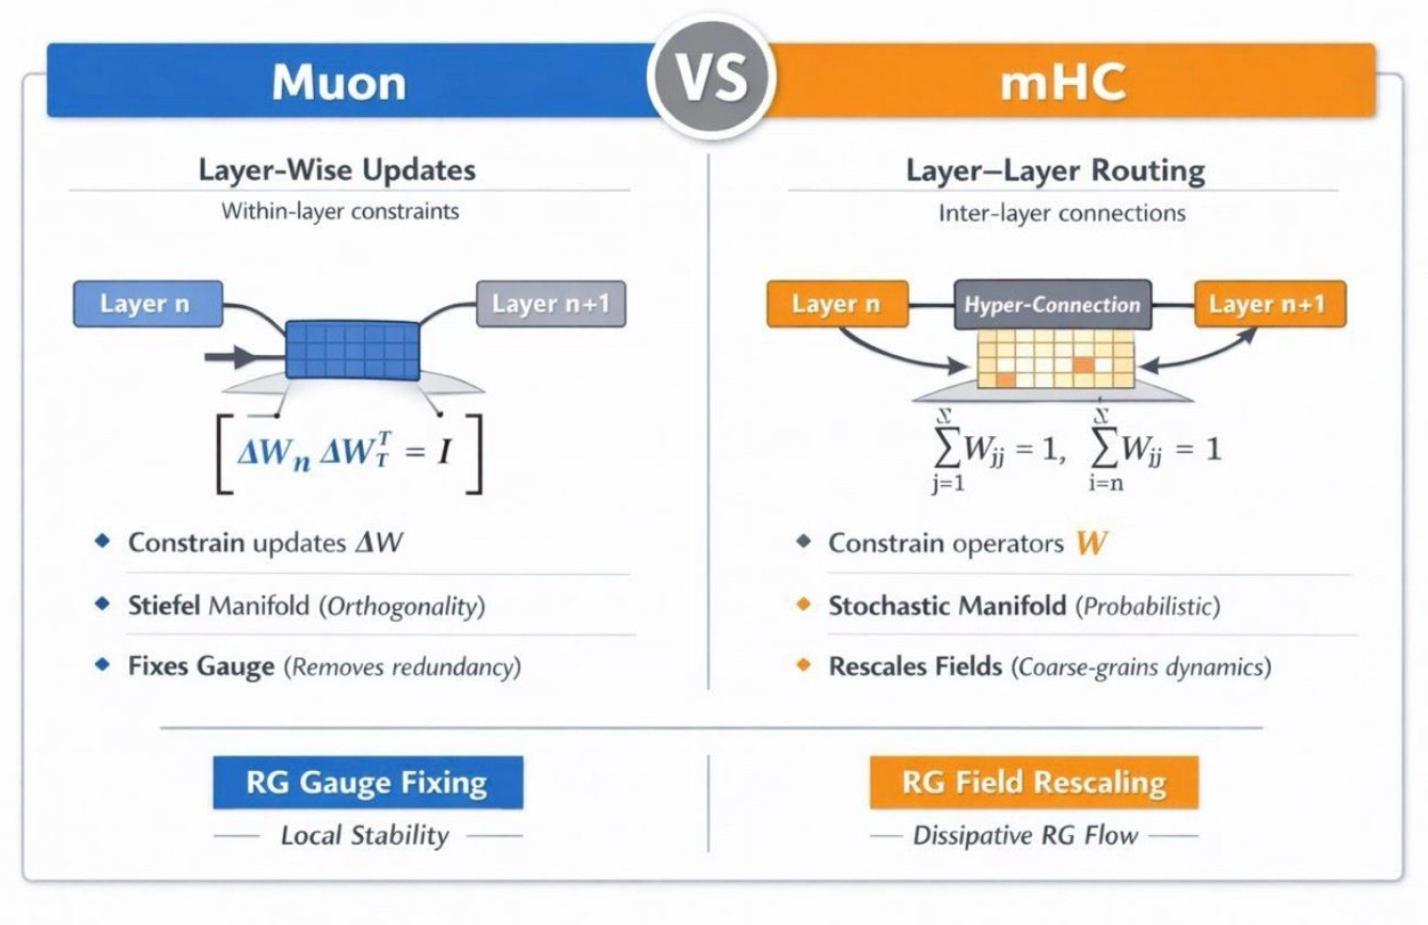 Muon
VS
mHC
Layer-Wise Updates
Within-layer constraints
Layer n
Layer n+1
[ ΔWₙ ΔW_T^T = I ]
◆ Constrain updates ΔW
◆ Stiefel Manifold (Orthogonality)
◆ Fixes Gauge (Removes redundancy)
RG Gauge Fixing
Local Stability
Layer–Layer Routing
Inter-layer connections
Layer n
Hyper-Connection
Layer n+1
∑ j=1 W_jj = 1, ∑ i=n W_jj = 1
◆ Constrain operators W
◆ Stochastic Manifold (Probabilistic)
◆ Rescales Fields (Coarse-grains dynamics)
RG Field Rescaling
Dissipative RG Flow